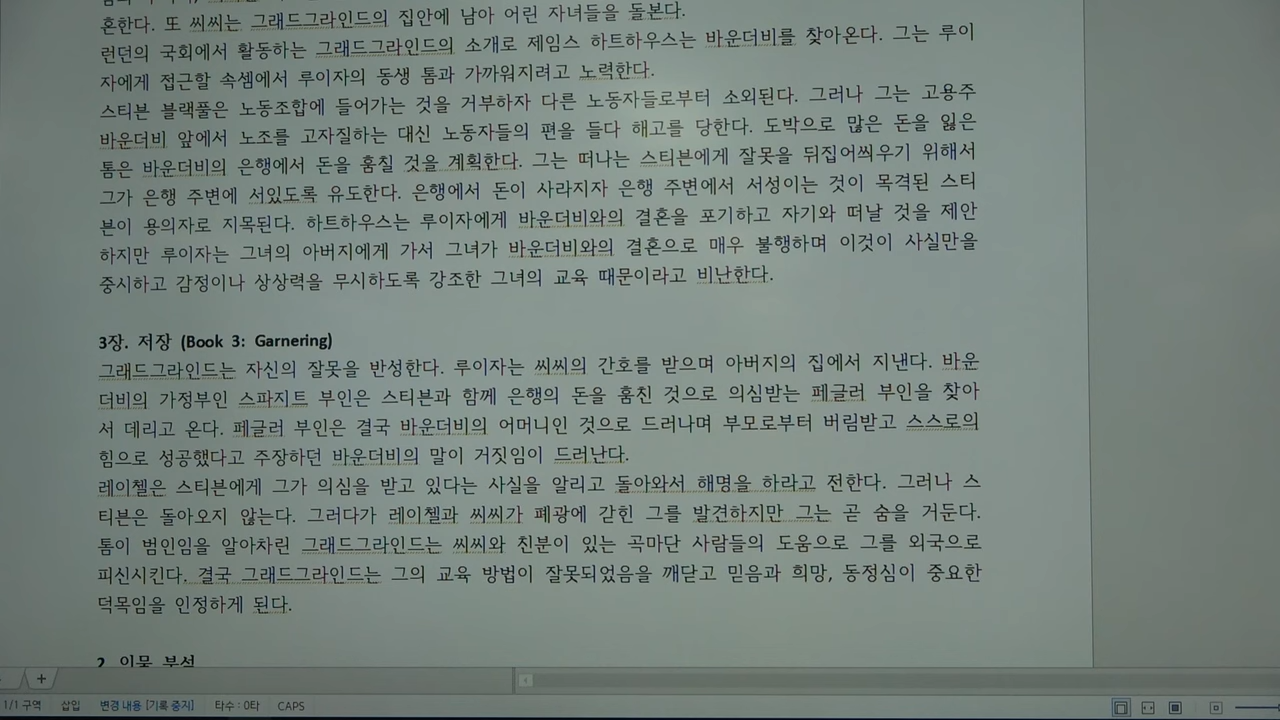 혼한다. 또 씨씨는 그래드그라인드의 집안에 남아 어린 자녀들을 돌본다.
런던의 국회에서 활동하는 그래드그라인드의 소개로 제임스 하트하우스는 바운더비를 찾아온다. 그는 루이
자에게 접근할 속셈에서 루이자의 동생 톰과 가까워지려고 노력한다.
스티븐 블랙풀은 노동조합에 들어가는 것을 거부하자 다른 노동자들로부터 소외된다. 그러나 그는 고용주
바운더비 앞에서 노조를 고자질하는 대신 노동자들의 편을 들다 해고를 당한다. 도박으로 많은 돈을 잃은
톰은 바운더비의 은행에서 돈을 훔칠 것을 계획한다. 그는 떠나는 스티븐에게 잘못을 뒤집어씌우기 위해서
그가 은행 주변에 서있도록 유도한다. 은행에서 돈이 사라지자 은행 주변에서 서성이는 것이 목격된 스티
븐이 용의자로 지목된다. 하트하우스는 루이자에게 바운더비와의 결혼을 포기하고 자기와 떠날 것을 제안
하지만 루이자는 그녀의 아버지에게 가서 그녀가 바운더비와의 결혼으로 매우 불행하며 이것이 사실만을
중시하고 감정이나 상상력을 무시하도록 강조한 그녀의 교육 때문이라고 비난한다.
3장. 저장 (Book 3: Garnering)
그래드그라인드는 자신의 잘못을 반성한다. 루이자는 씨씨의 간호를 받으며 아버지의 집에서 지낸다. 바운
더비의 가정부인 스파지트 부인은 스티븐과 함께 은행의 돈을 훔친 것으로 의심받는 페글러 부인을 찾아
서 데리고 온다. 페글러 부인은 결국 바운더비의 어머니인 것으로 드러나며 부모로부터 버림받고 스스로의
힘으로 성공했다고 주장하던 바운더비의 말이 거짓임이 드러난다.
레이첼은 스티븐에게 그가 의심을 받고 있다는 사실을 알리고 돌아와서 해명을 하라고 전한다. 그러나 스
티븐은 돌아오지 않는다. 그러다가 레이첼과 씨씨가 폐광에 갇힌 그를 발견하지만 그는 곧 숨을 거둔다.
톰이 범인임을 알아차린 그래드그라인드는 씨씨와 친분이 있는 곡마단 사람들의 도움으로 그를 외국으로
피신시킨다. 결국 그래드그라인드는 그의 교육 방법이 잘못되었음을 깨닫고 믿음과 희망, 동정심이 중요한
덕목임을 인정하게 된다.
2. 인물 분석
1/1 구역 삽입 변경 내용 [기록 중지] 타수 : 0타 CAPS